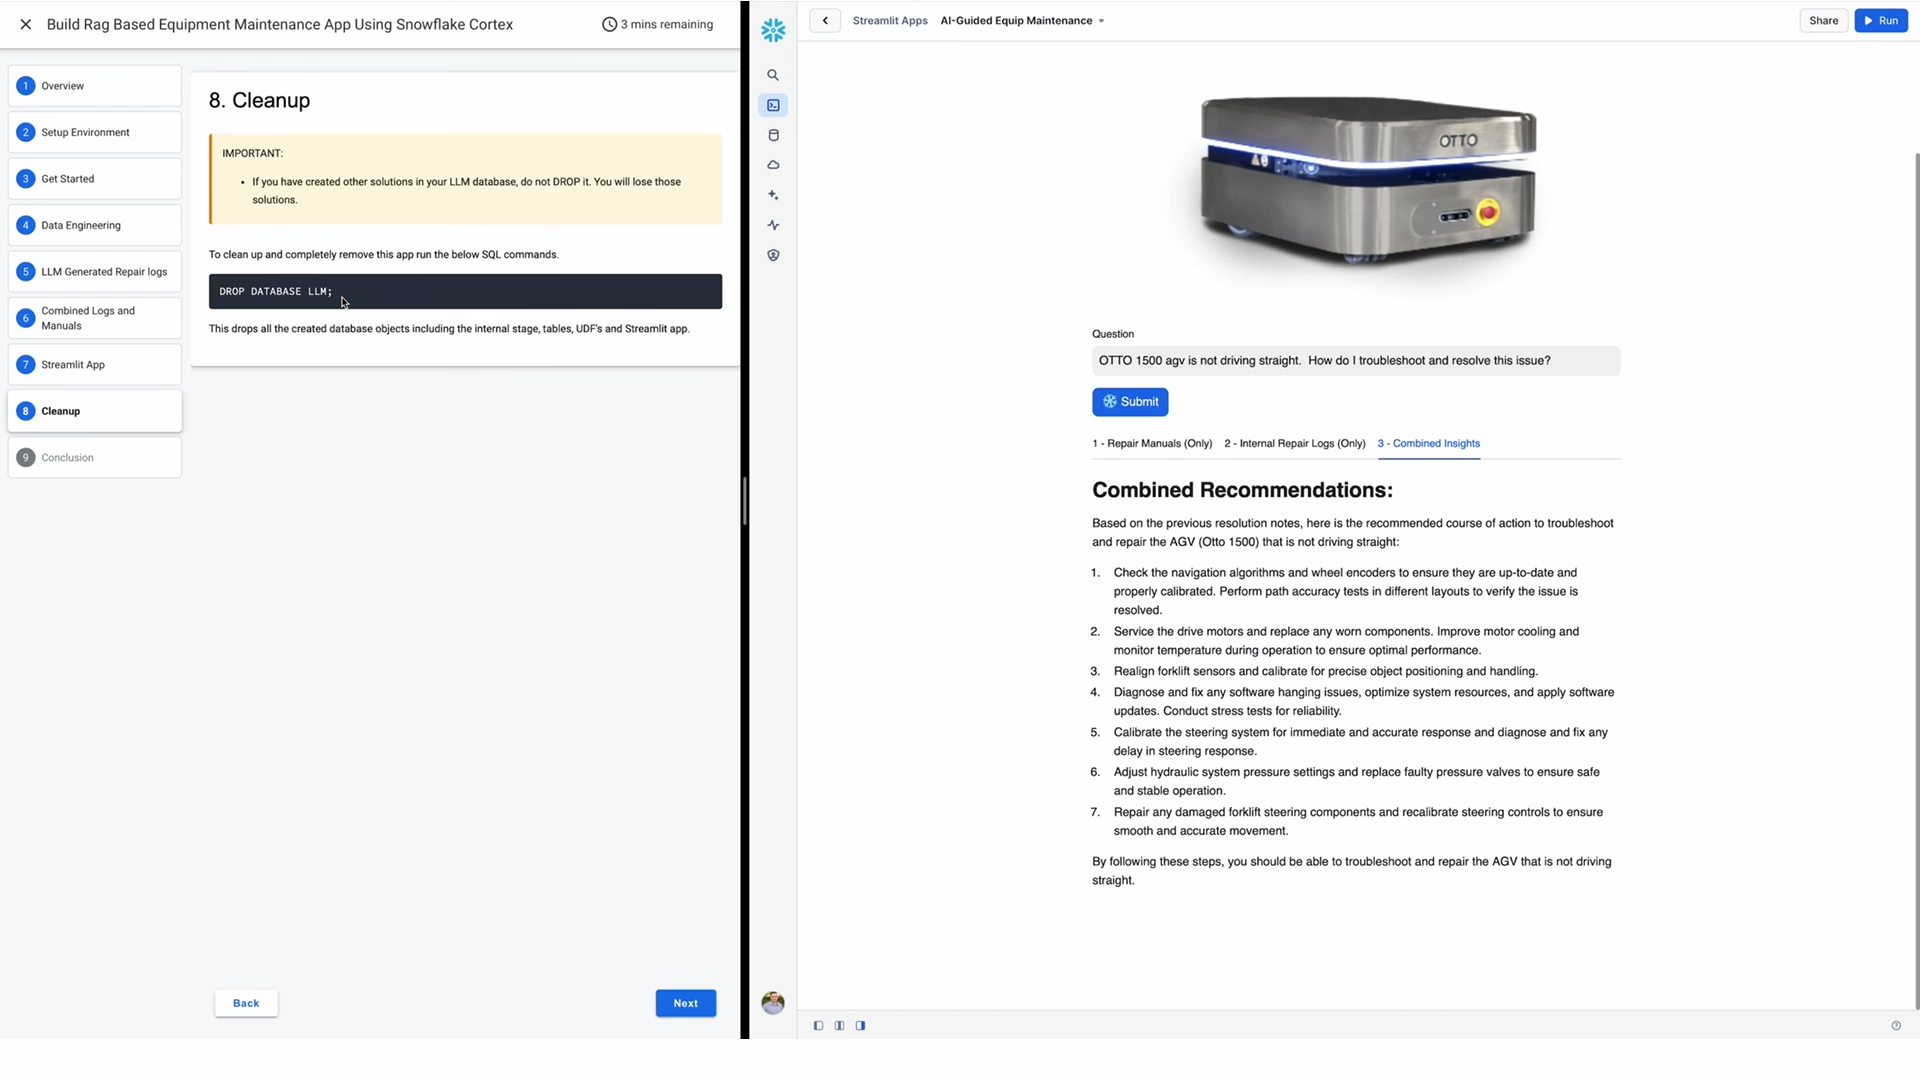 Build Rag Based Equipment Maintenance App Using Snowflake Cortex
3 mins remaining
1 Overview
2 Setup Environment
3 Get Started
4 Data Engineering
5 LLM Generated Repair logs
6 Combined Logs and
Manuals
7 Streamlit App
8 Cleanup
9 Conclusion
8. Cleanup
IMPORTANT:
• If you have created other solutions in your LLM database, do not DROP it. You will lose those
solutions.
To clean up and completely remove this app run the below SQL commands.
DROP DATABASE LLM;
This drops all the created database objects including the internal stage, tables, UDF's and Streamlit app.
Back
Next
Streamlit Apps
AI-Guided Equip Maintenance
Share
Run
OTTO
Question
OTTO 1500 agv is not driving straight.  How do I troubleshoot and resolve this issue?
Submit
1 - Repair Manuals (Only)
2 - Internal Repair Logs (Only)
3 - Combined Insights
Combined Recommendations:
Based on the previous resolution notes, here is the recommended course of action to troubleshoot
and repair the AGV (Otto 1500) that is not driving straight:
1. Check the navigation algorithms and wheel encoders to ensure they are up-to-date and
properly calibrated. Perform path accuracy tests in different layouts to verify the issue is
resolved.
2. Service the drive motors and replace any worn components. Improve motor cooling and
monitor temperature during operation to ensure optimal performance.
3. Realign forklift sensors and calibrate for precise object positioning and handling.
4. Diagnose and fix any software hanging issues, optimize system resources, and apply software
updates. Conduct stress tests for reliability.
5. Calibrate the steering system for immediate and accurate response and diagnose and fix any
delay in steering response.
6. Adjust hydraulic system pressure settings and replace faulty pressure valves to ensure safe
and stable operation.
7. Repair any damaged forklift steering components and recalibrate steering controls to ensure
smooth and accurate movement.
By following these steps, you should be able to troubleshoot and repair the AGV that is not driving
straight.